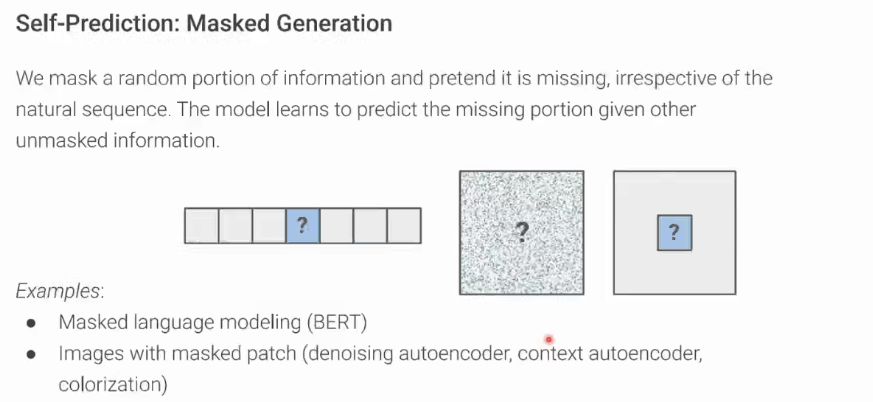 Self-Prediction: Masked Generation
We mask a random portion of information and pretend it is missing, irrespective of the
natural sequence. The model learns to predict the missing portion given other
unmasked information.
? ? ?
Examples:
● Masked language modeling (BERT)
● Images with masked patch (denoising autoencoder, context autoencoder,
colorization)